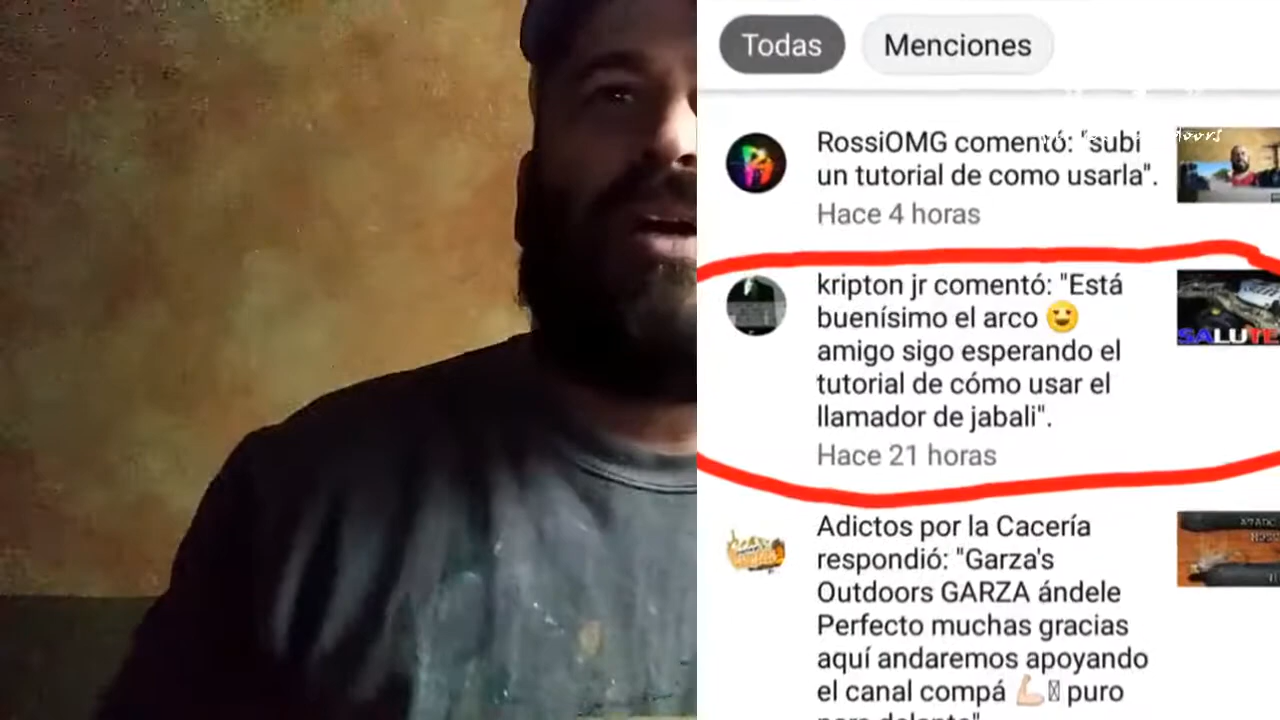 Todas
Menciones
RossiOMG comentó: "subi
un tutorial de como usarla".
Hace 4 horas
kripton jr comentó: "Está
buenísimo el arco 😃
amigo sigo esperando el
tutorial de cómo usar el
llamador de jabali".
Hace 21 horas
SALUTE
Adictos por la Cacería
respondió: "Garza's
Outdoors GARZA ándele
Perfecto muchas gracias
aquí andaremos apoyando
el canal compá 💪🏻 puro